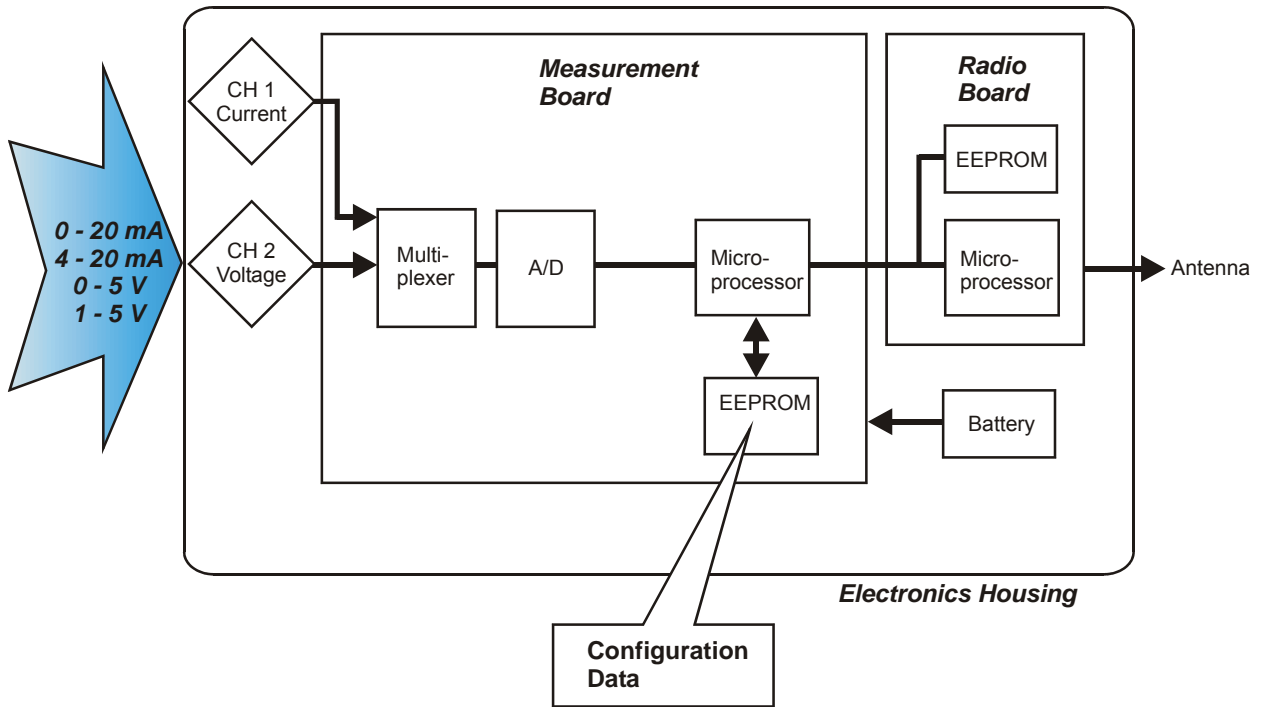 0 - 20 mA
4 - 20 mA
0 - 5 V
1 - 5 V
CH 1
Current
CH 2
Voltage
Measurement
Board
Multi-
plexer
A/D
Micro-
processor
EEPROM
Radio
Board
EEPROM
Micro-
processor
Antenna
Battery
Electronics Housing
Configuration
Data